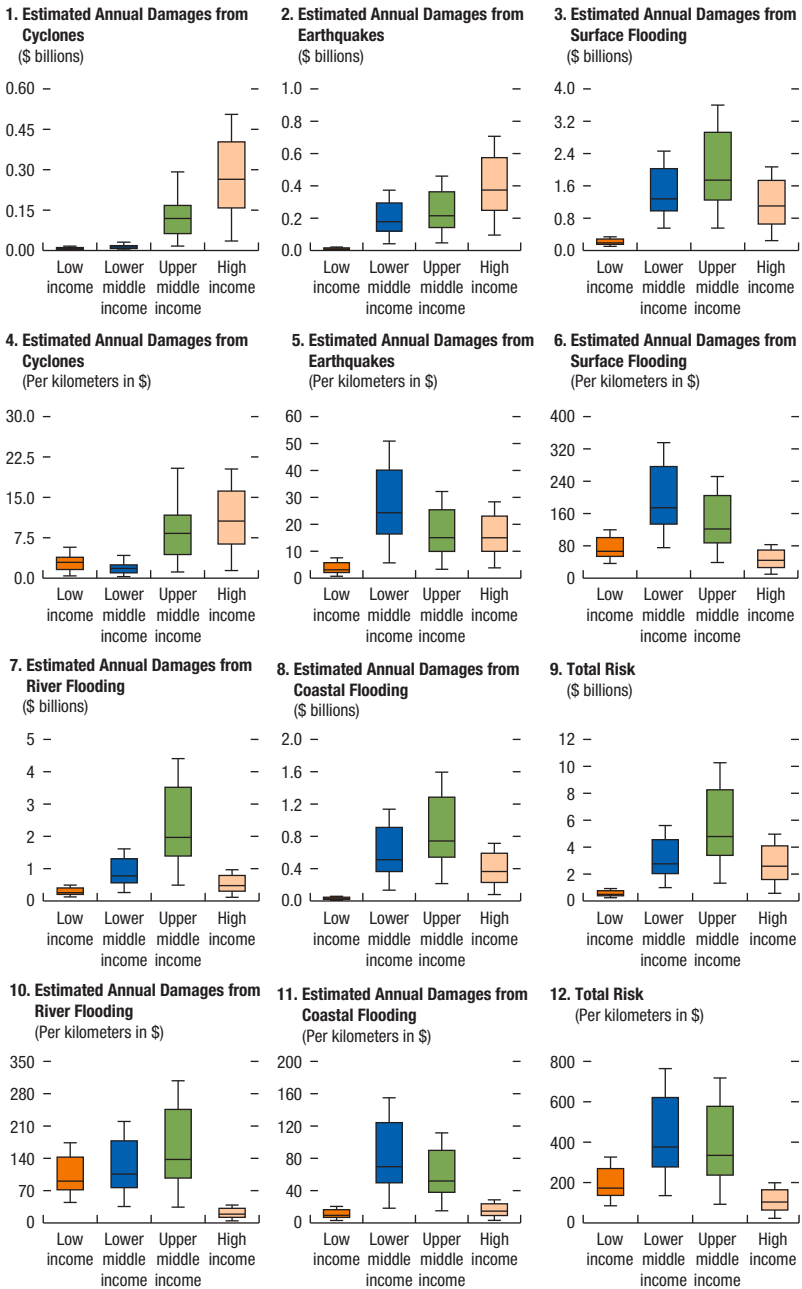 1. Estimated Annual Damages from
Cyclones
($ billions)
0.60
0.45
0.30
0.15
0.00
Low Lower Upper High
income middle middle income
income income
2. Estimated Annual Damages from
Earthquakes
($ billions)
1.0
0.8
0.6
0.4
0.2
0.0
Low Lower Upper High
income middle middle income
income income
3. Estimated Annual Damages from
Surface Flooding
($ billions)
4.0
3.2
2.4
1.6
0.8
0.0
Low Lower Upper High
income middle middle income
income income
4. Estimated Annual Damages from
Cyclones
(Per kilometers in $)
30.0
22.5
15.0
7.5
0.0
Low Lower Upper High
income middle middle income
income income
5. Estimated Annual Damages from
Earthquakes
(Per kilometers in $)
60
50
40
30
20
10
0
Low Lower Upper High
income middle middle income
income income
6. Estimated Annual Damages from
Surface Flooding
(Per kilometers in $)
400
320
240
160
80
0
Low Lower Upper High
income middle middle income
income income
7. Estimated Annual Damages from
River Flooding
($ billions)
5
4
3
2
1
0
Low Lower Upper High
income middle middle income
income income
8. Estimated Annual Damages from
Coastal Flooding
($ billions)
2.0
1.6
1.2
0.8
0.4
0.0
Low Lower Upper High
income middle middle income
income income
9. Total Risk
($ billions)
12
10
8
6
4
2
0
Low Lower Upper High
income middle middle income
income income
10. Estimated Annual Damages from
River Flooding
(Per kilometers in $)
350
280
210
140
70
0
Low Lower Upper High
income middle middle income
income income
11. Estimated Annual Damages from
Coastal Flooding
(Per kilometers in $)
200
160
120
80
40
0
Low Lower Upper High
income middle middle income
income income
12. Total Risk
(Per kilometers in $)
800
600
400
200
0
Low Lower Upper High
income middle middle income
income income